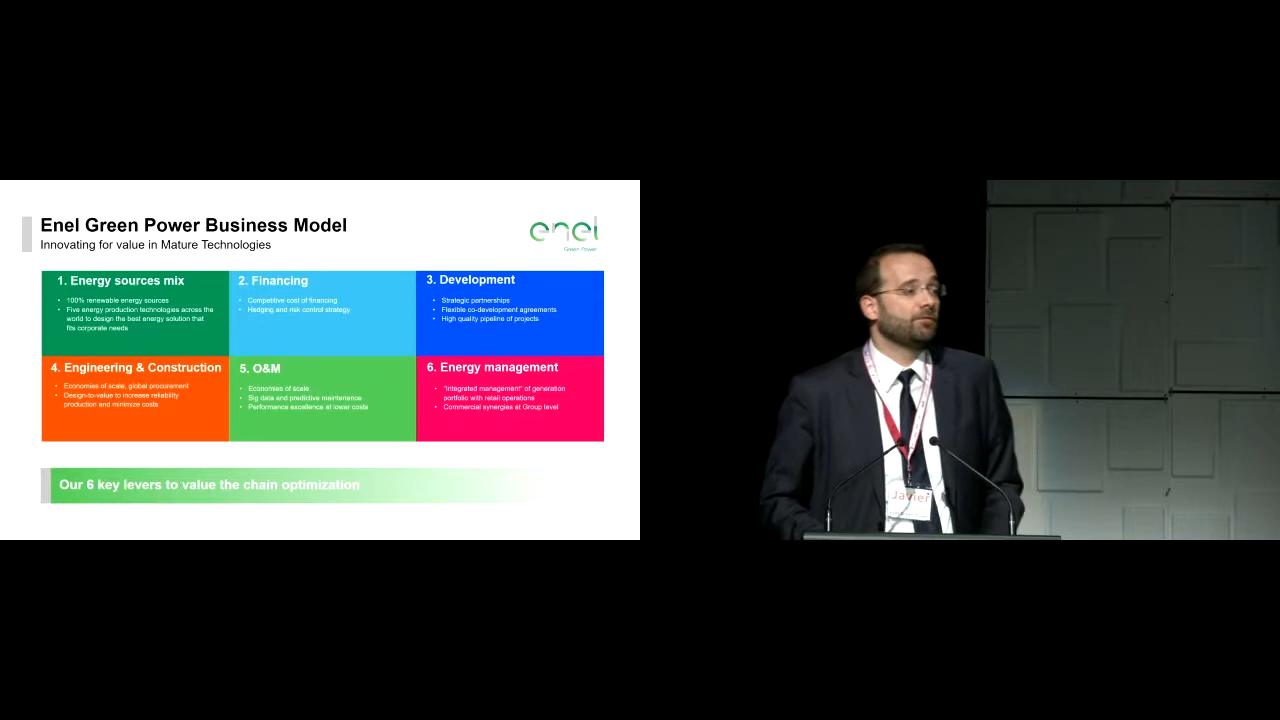 Enel Green Power Business Model
Innovating for value in Mature Technologies
enel
Green Power
1. Energy sources mix
• 100% renewable energy sources
• Five energy production technologies across the
world to design the best energy solution that
fits corporate needs
2. Financing
• Competitive cost of financing
• Hedging and risk control strategy
3. Development
• Strategic partnerships
• Flexible co-development agreements
• High quality pipeline of projects
4. Engineering & Construction
• Economies of scale, global procurement
• Design-to-value to increase reliability
production and minimize costs
5. O&M
• Economies of scale
• Big data and predictive maintenance
• Performance excellence at lower costs
6. Energy management
• "Integrated management" of generation
portfolio with retail operations
• Commercial synergies at Group level
Our 6 key levers to value the chain optimization
Javier